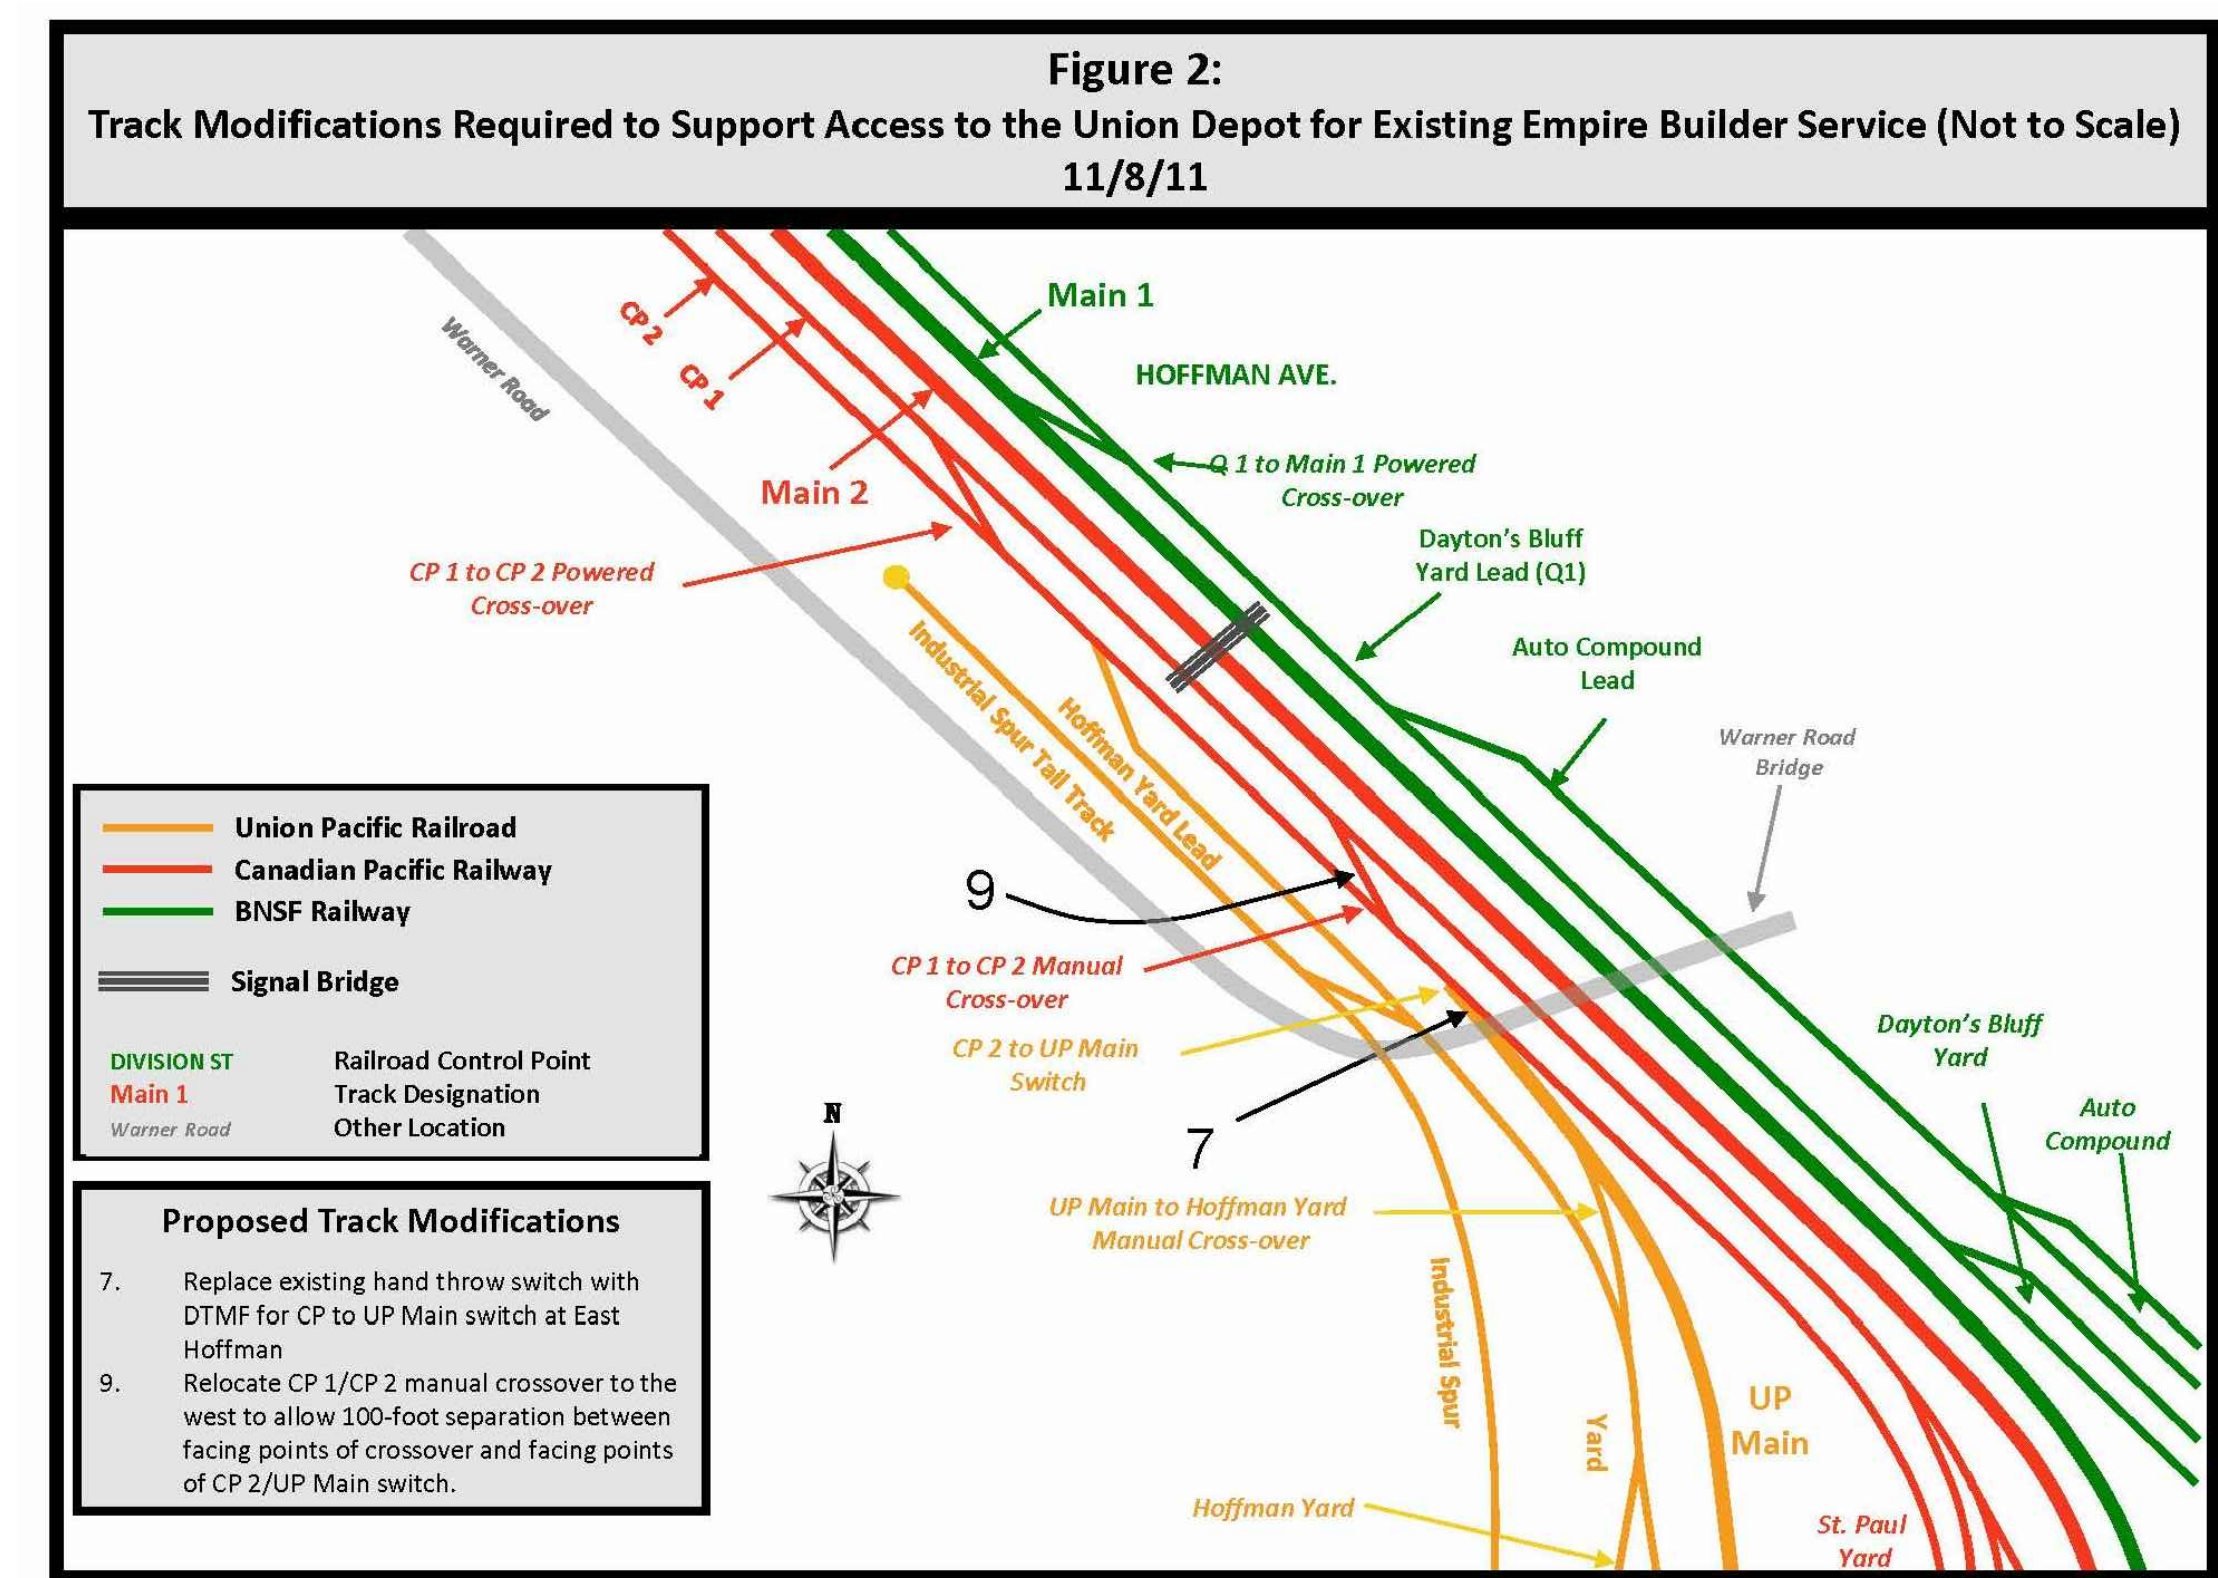 Figure 2:
Track Modifications Required to Support Access to the Union Depot for Existing Empire Builder Service (Not to Scale)
11/8/11
Main 1
CP 2
Warner Road
CP 1
HOFFMAN AVE.
Q 1 to Main 1 Powered
Cross-over
Main 2
Dayton's Bluff
Yard Lead (Q1)
CP 1 to CP 2 Powered
Cross-over
Auto Compound
Lead
Industrial Spur Tail Track
Hoffman Yard Lead
Warner Road
Bridge
Union Pacific Railroad
Canadian Pacific Railway
BNSF Railway
Signal Bridge
DIVISION ST Railroad Control Point
Main 1 Track Designation
Warner Road Other Location
9
CP 1 to CP 2 Manual
Cross-over
CP 2 to UP Main
Switch
Dayton's Bluff
Yard
Auto
Compound
N
7
UP Main to Hoffman Yard
Manual Cross-over
Industrial Spur
Yard
UP
Main
Hoffman Yard
St. Paul
Yard
Proposed Track Modifications
7. Replace existing hand throw switch with
DTMF for CP to UP Main switch at East
Hoffman
9. Relocate CP 1/CP 2 manual crossover to the
west to allow 100-foot separation between
facing points of crossover and facing points
of CP 2/UP Main switch.